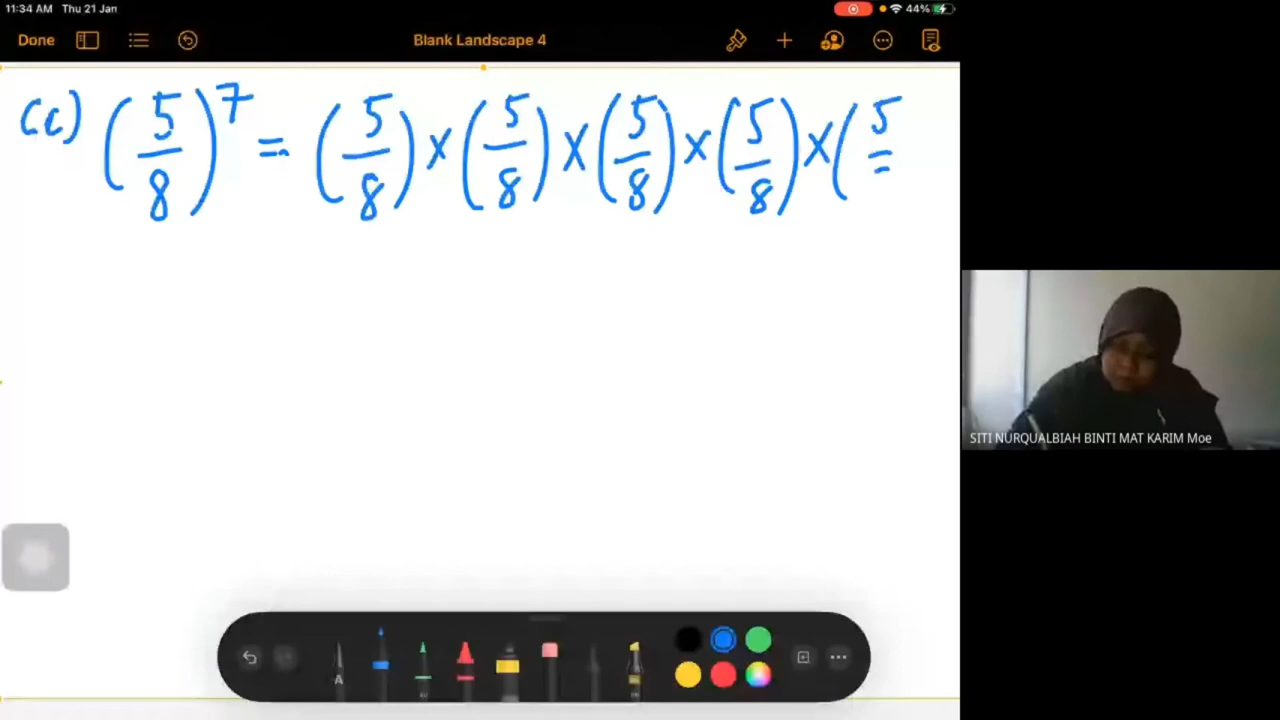 11:34 AM Thu 21 Jan
44%
Done
Blank Landscape 4
(c) (5/8)^7 = (5/8) × (5/8) × (5/8) × (5/8) × (5
SITI NURQUALBIAH BINTI MAT KARIM Moe
A